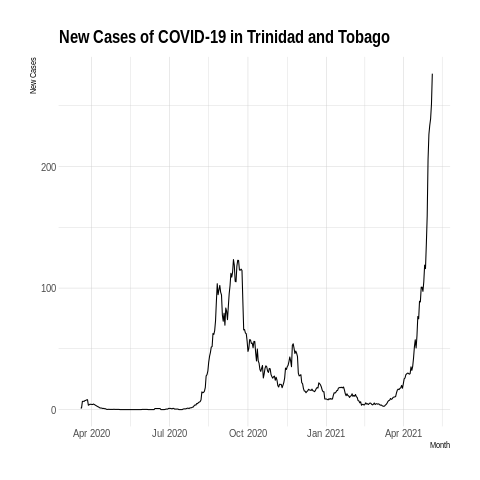 New Cases of COVID-19 in Trinidad and Tobago
New Cases
200
100
0
Apr 2020 Jul 2020 Oct 2020 Jan 2021 Apr 2021
Month